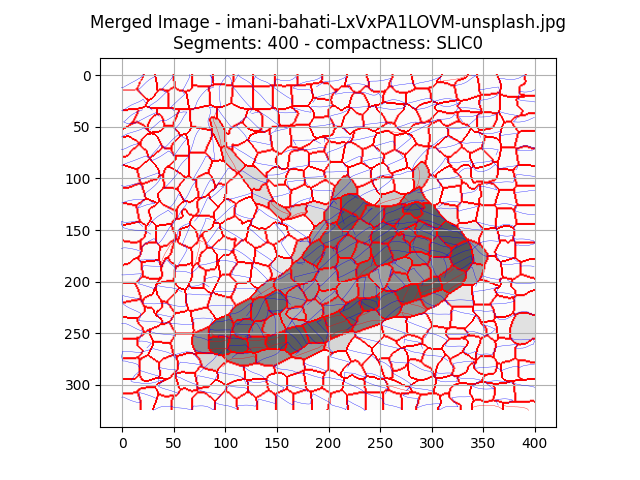 Merged Image - imani-bahati-LxVxPA1LOVM-unsplash.jpg
Segments: 400 - compactness: SLIC0
0
50
100
150
200
250
300
0 50 100 150 200 250 300 350 400